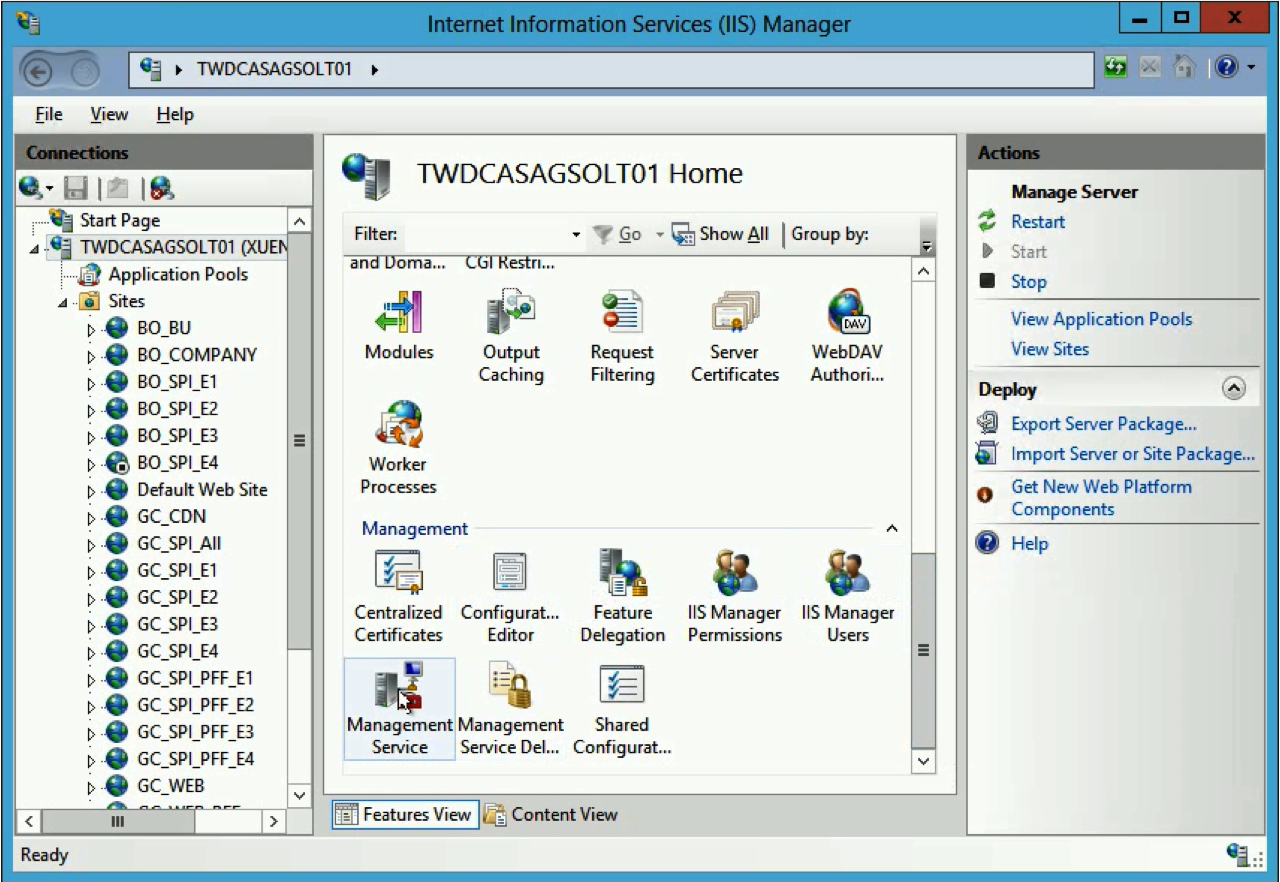 Internet Information Services (IIS) Manager
TWDCASAGSOLT01
File View Help
Connections
Start Page
TWDCASAGSOLT01 (XUEN
Application Pools
Sites
BO_BU
BO_COMPANY
BO_SPI_E1
BO_SPI_E2
BO_SPI_E3
BO_SPI_E4
Default Web Site
GC_CDN
GC_SPI_All
GC_SPI_E1
GC_SPI_E2
GC_SPI_E3
GC_SPI_E4
GC_SPI_PFF_E1
GC_SPI_PFF_E2
GC_SPI_PFF_E3
GC_SPI_PFF_E4
GC_WEB
TWDCASAGSOLT01 Home
Filter: Go Show All Group by:
and Doma... CGI Restri...
Modules Output Request Server WebDAV
Caching Filtering Certificates Authori...
DAV
Worker
Processes
Management
Centralized Configurat... Feature IIS Manager IIS Manager
Certificates Editor Delegation Permissions Users
Management Management Shared
Service Service Del... Configurat...
Features View Content View
Actions
Manage Server
Restart
Start
Stop
View Application Pools
View Sites
Deploy
Export Server Package...
Import Server or Site Package...
Get New Web Platform
Components
Help
Ready